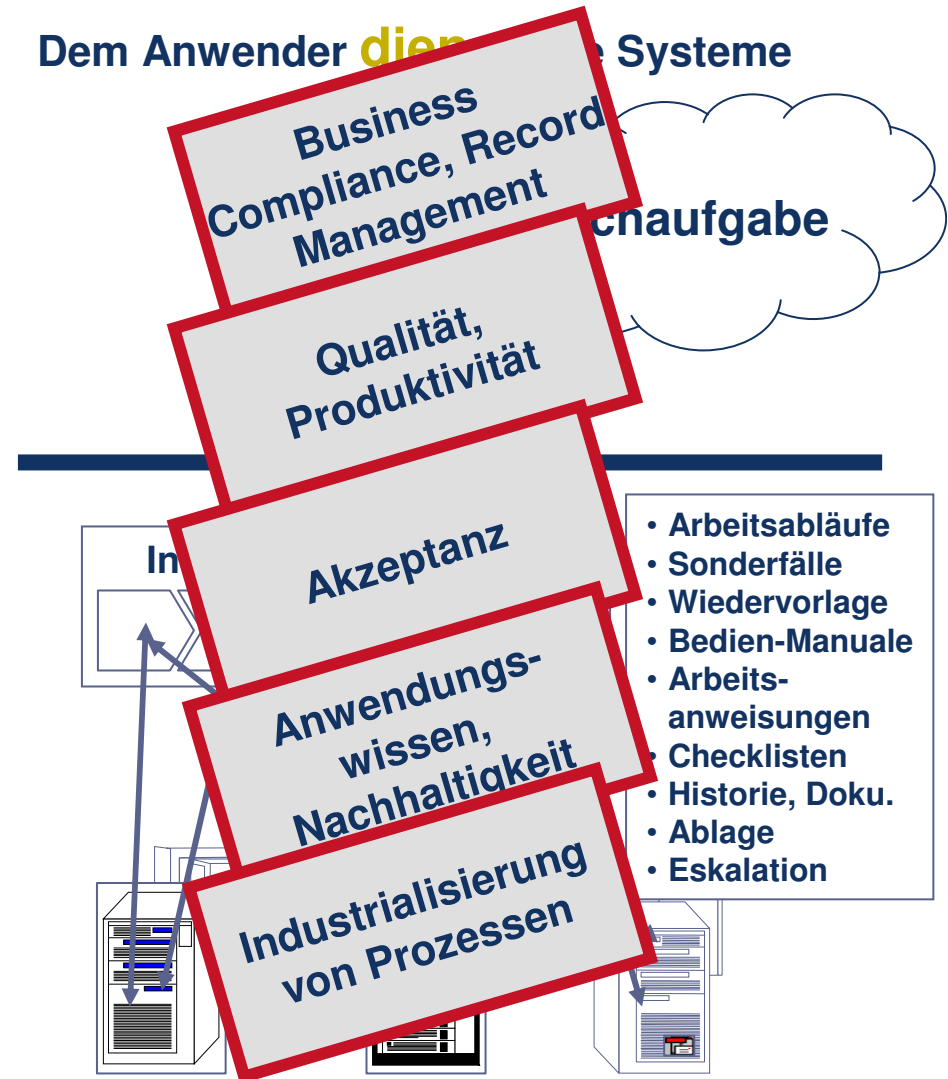 Dem Anwender dien e Systeme
Business
Compliance, Record
Management
chaufgabe
Qualität,
Produktivität
Akzeptanz
In
Anwendungs-
wissen,
Nachhaltigkeit
Industrialisierung
von Prozessen
• Arbeitsabläufe
• Sonderfälle
• Wiedervorlage
• Bedien-Manuale
• Arbeits-
anweisungen
• Checklisten
• Historie, Doku.
• Ablage
• Eskalation